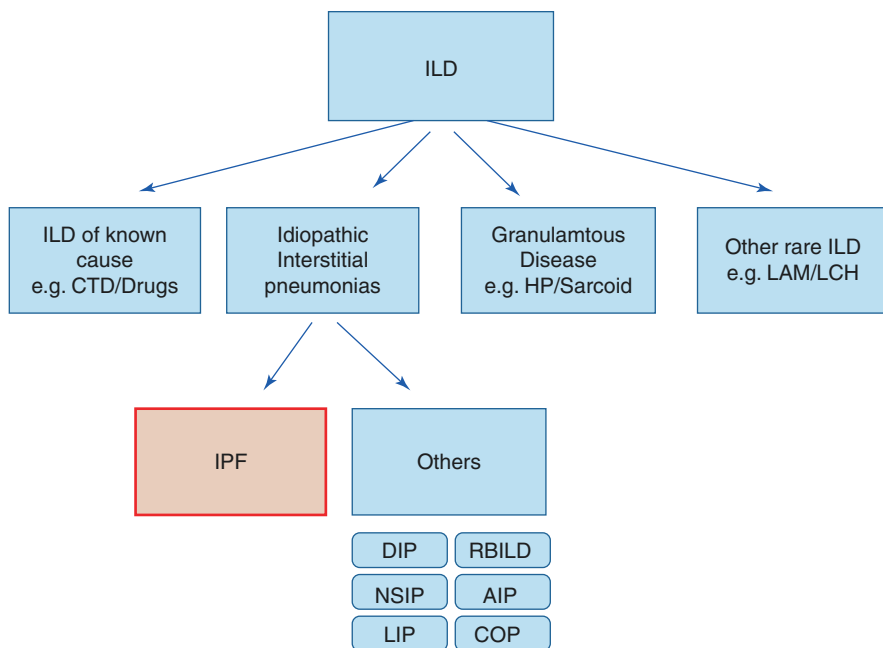 ILD
ILD of known
cause
e.g. CTD/Drugs
Idiopathic
Interstitial
pneumonias
Granulamtous
Disease
e.g. HP/Sarcoid
Other rare ILD
e.g. LAM/LCH
IPF
Others
DIP
RBILD
NSIP
AIP
LIP
COP